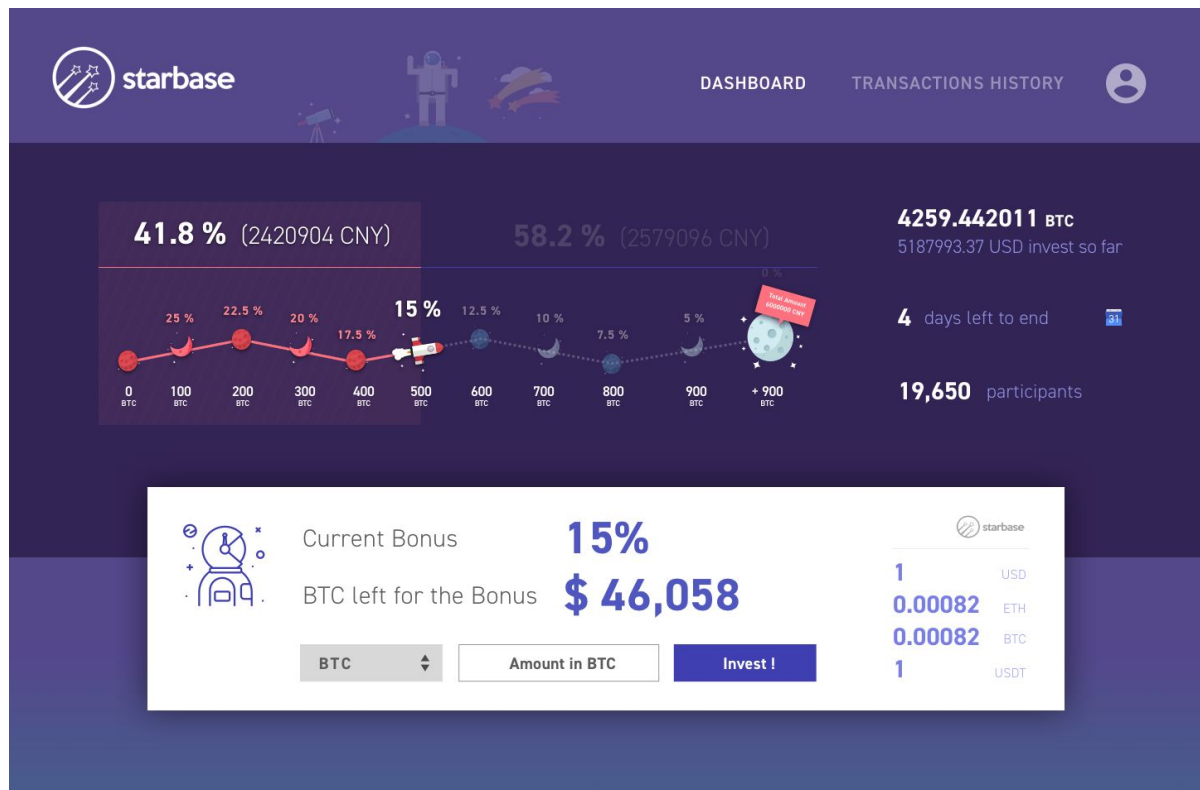 starbase
DASHBOARD
TRANSACTIONS HISTORY
41.8 % (2420904 CNY)
58.2 % (2579096 CNY)
0 %
Total Amount
6000000 CNY
25 %
22.5 %
20 %
17.5 %
15 %
12.5 %
10 %
7.5 %
5 %
0
BTC
100
BTC
200
BTC
300
BTC
400
BTC
500
BTC
600
BTC
700
BTC
800
BTC
900
BTC
+ 900
BTC
4259.442011 BTC
5187993.37 USD invest so far
4 days left to end
31
19,650 participants
Current Bonus 15%
BTC left for the Bonus $ 46,058
BTC
Amount in BTC
Invest !
starbase
1 USD
0.00082 ETH
0.00082 BTC
1 USDT